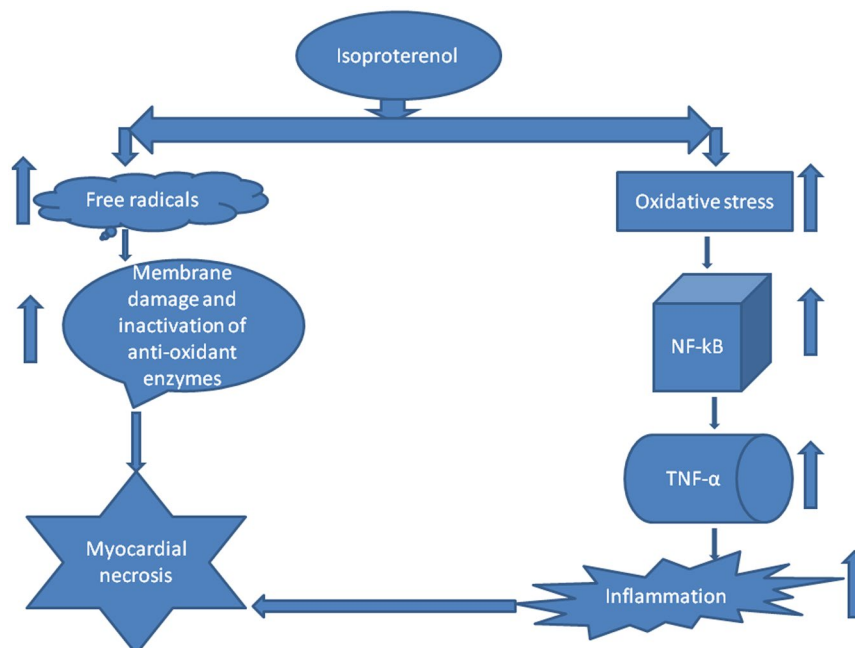 Isoproterenol
Free radicals
Oxidative stress
Membrane
damage and
inactivation of
anti-oxidant
enzymes
NF-kB
TNF-α
Myocardial
necrosis
Inflammation